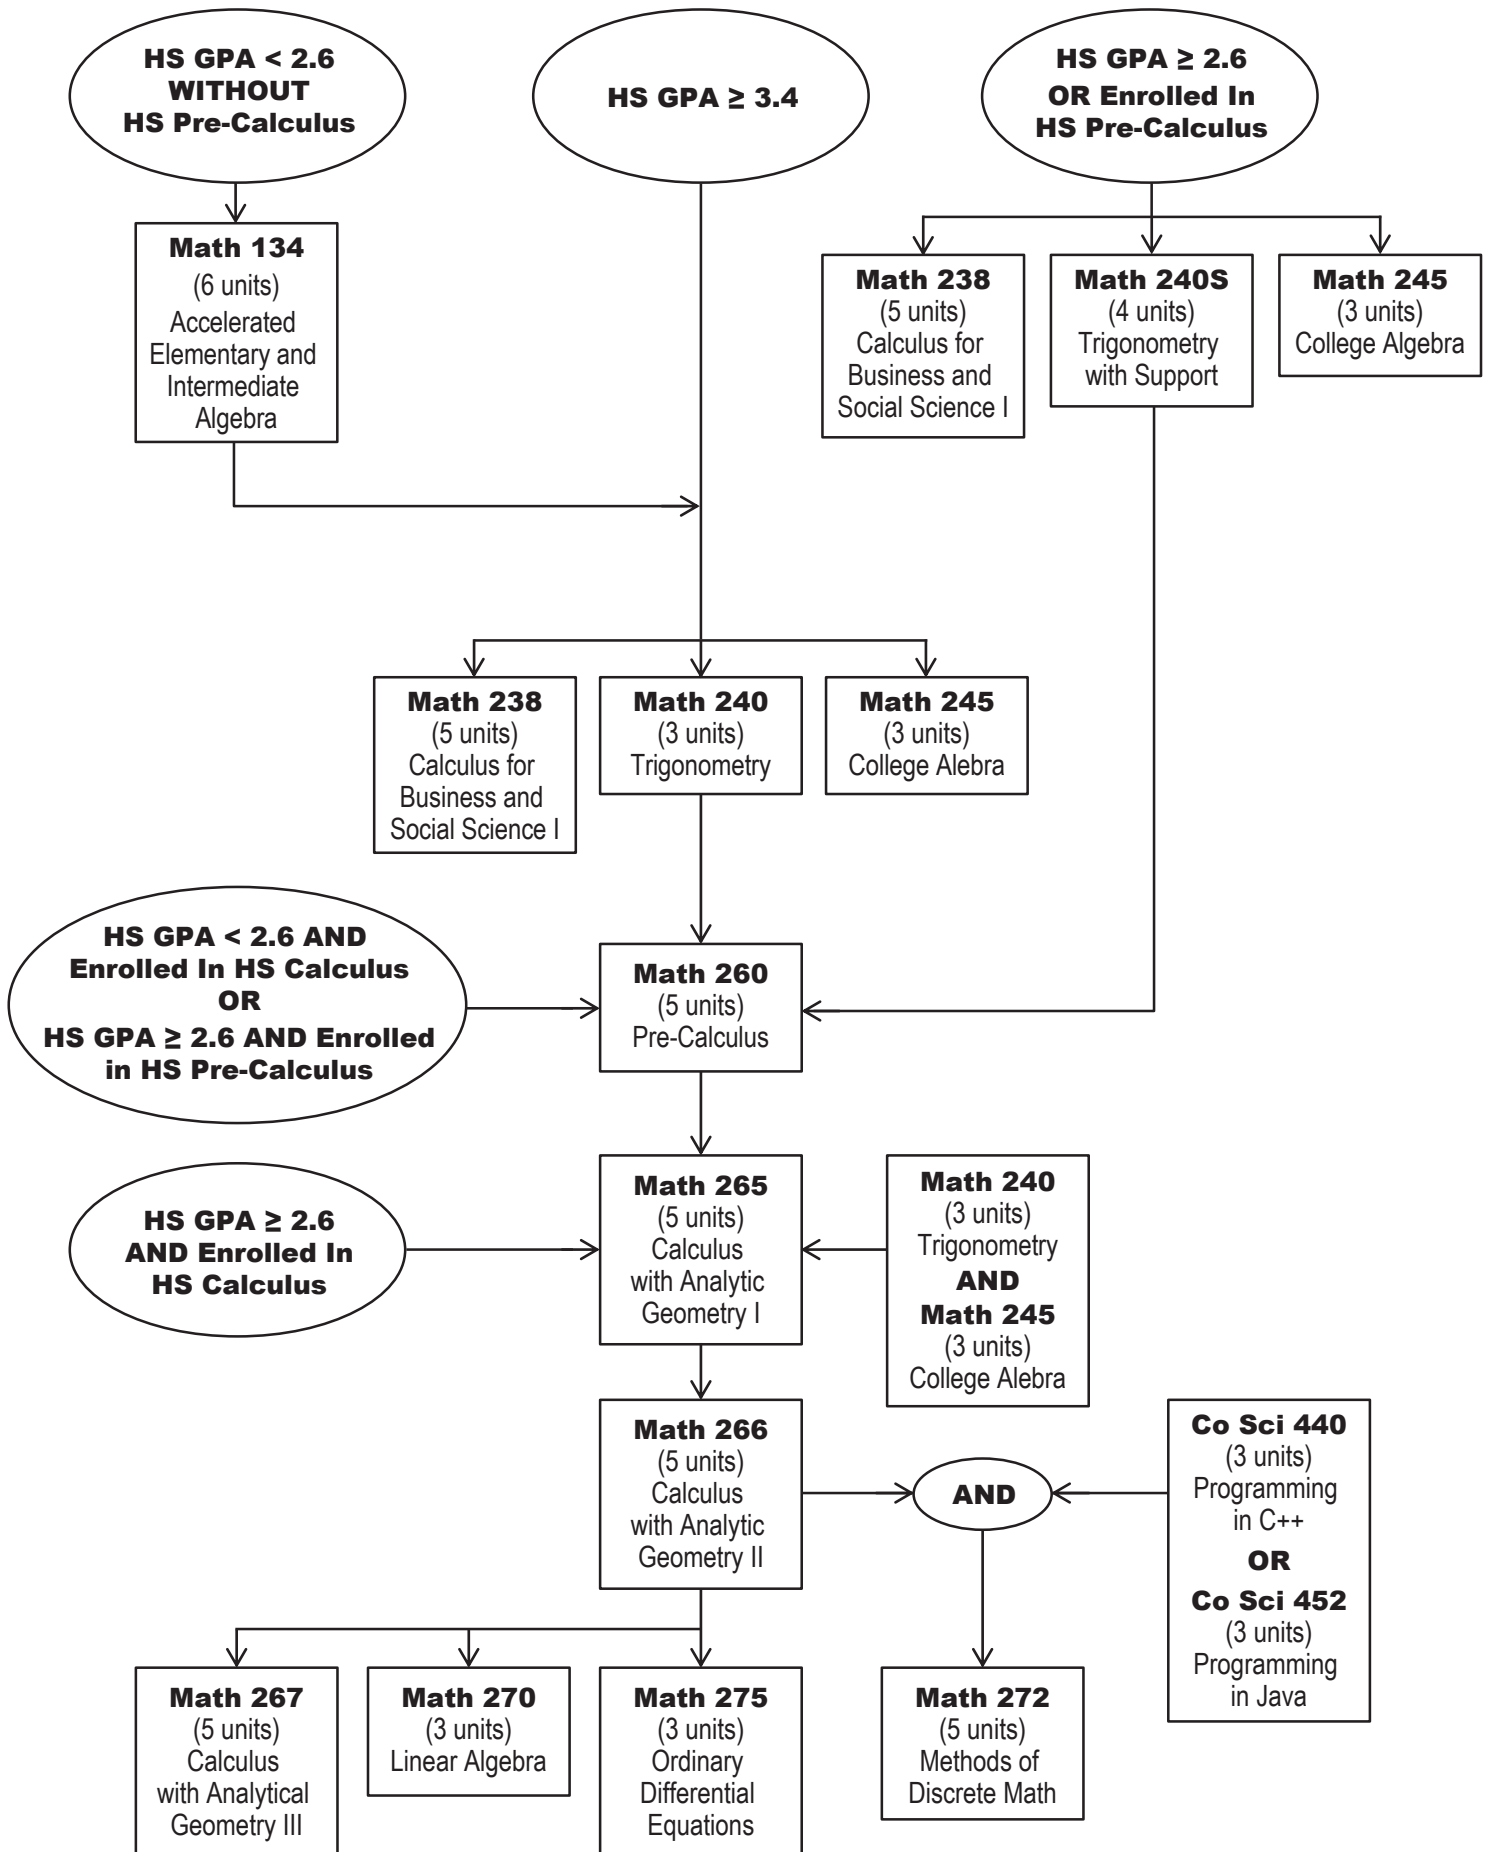 HS GPA < 2.6
WITHOUT
HS Pre-Calculus
HS GPA ≥ 3.4
HS GPA ≥ 2.6
OR Enrolled In
HS Pre-Calculus
Math 134
(6 units)
Accelerated
Elementary and
Intermediate
Algebra
Math 238
(5 units)
Calculus for
Business and
Social Science I
Math 240S
(4 units)
Trigonometry
with Support
Math 245
(3 units)
College Algebra
Math 238
(5 units)
Calculus for
Business and
Social Science I
Math 240
(3 units)
Trigonometry
Math 245
(3 units)
College Alebra
HS GPA < 2.6 AND
Enrolled In HS Calculus
OR
HS GPA ≥ 2.6 AND Enrolled
in HS Pre-Calculus
Math 260
(5 units)
Pre-Calculus
HS GPA ≥ 2.6
AND Enrolled In
HS Calculus
Math 265
(5 units)
Calculus
with Analytic
Geometry I
Math 240
(3 units)
Trigonometry
AND
Math 245
(3 units)
College Alebra
Math 266
(5 units)
Calculus
with Analytic
Geometry II
AND
Co Sci 440
(3 units)
Programming
in C++
OR
Co Sci 452
(3 units)
Programming
in Java
Math 267
(5 units)
Calculus
with Analytical
Geometry III
Math 270
(3 units)
Linear Algebra
Math 275
(3 units)
Ordinary
Differential
Equations
Math 272
(5 units)
Methods of
Discrete Math